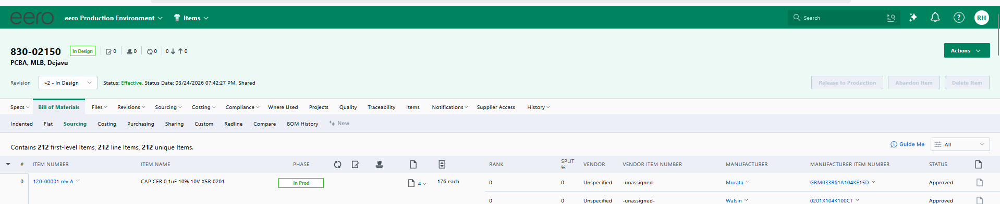 eero eero Production Environment Items Search ? RH
830-02150 In Design 0 0 0 0 0 Actions
PCBA, MLB, Dejavu
Revision »2 - In Design Status: Effective, Status Date: 03/24/2026 07:42:27 PM, Shared Release to Production Abandon Item Delete Item
Specs Bill of Materials Files Revisions Sourcing Costing Compliance Where Used Projects Quality Traceability Items Notifications Supplier Access History
Indented Flat Sourcing Costing Purchasing Sharing Custom Redline Compare BOM History New
Contains 212 first-level Items, 212 line Items, 212 unique Items. Guide Me All
# ITEM NUMBER ITEM NAME PHASE RANK SPLIT % VENDOR VENDOR ITEM NUMBER MANUFACTURER MANUFACTURER ITEM NUMBER STATUS
0 120-00001 rev A CAP CER 0.1uF 10% 10V X5R 0201 In Prod 4 176 each 0 0 Unspecified -unassigned- Murata GRM033R61A104KE15D Approved
0 0 Unspecified -unassigned- Walsin 0201X104K100CT Approved